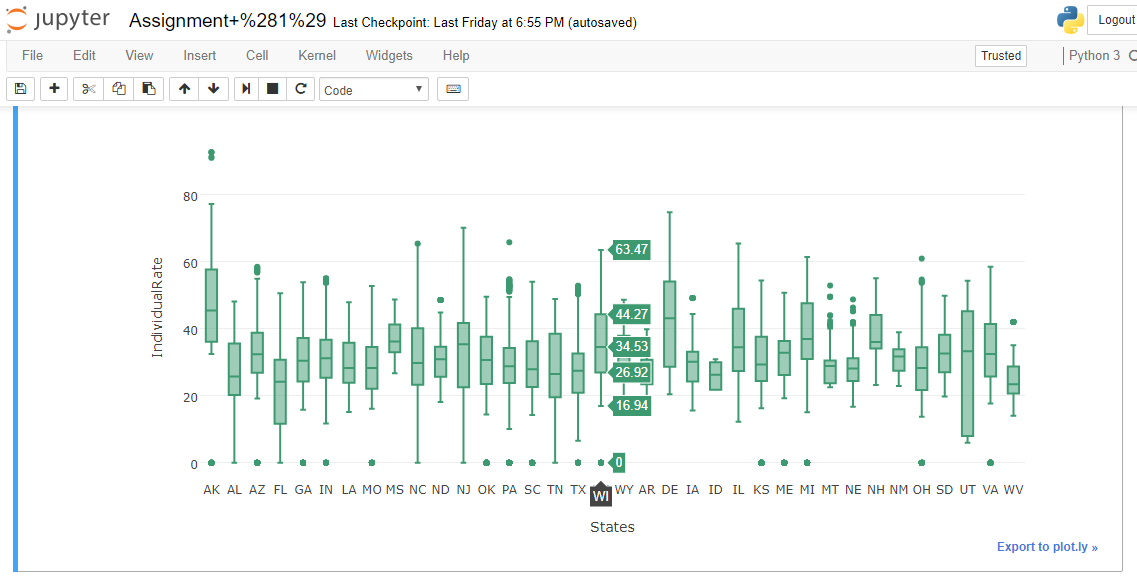 jupyter Assignment+%281%29 Last Checkpoint: Last Friday at 6:55 PM (autosaved) Logout
File Edit View Insert Cell Kernel Widgets Help Trusted Python 3
Code
80
60
40
20
0
IndividualRate
63.47
44.27
34.53
26.92
16.94
0
AK AL AZ FL GA IN LA MO MS NC ND NJ OK PA SC TN TX WI WY AR DE IA ID IL KS ME MI MT NE NH NM OH SD UT VA WV
States
Export to plot.ly »